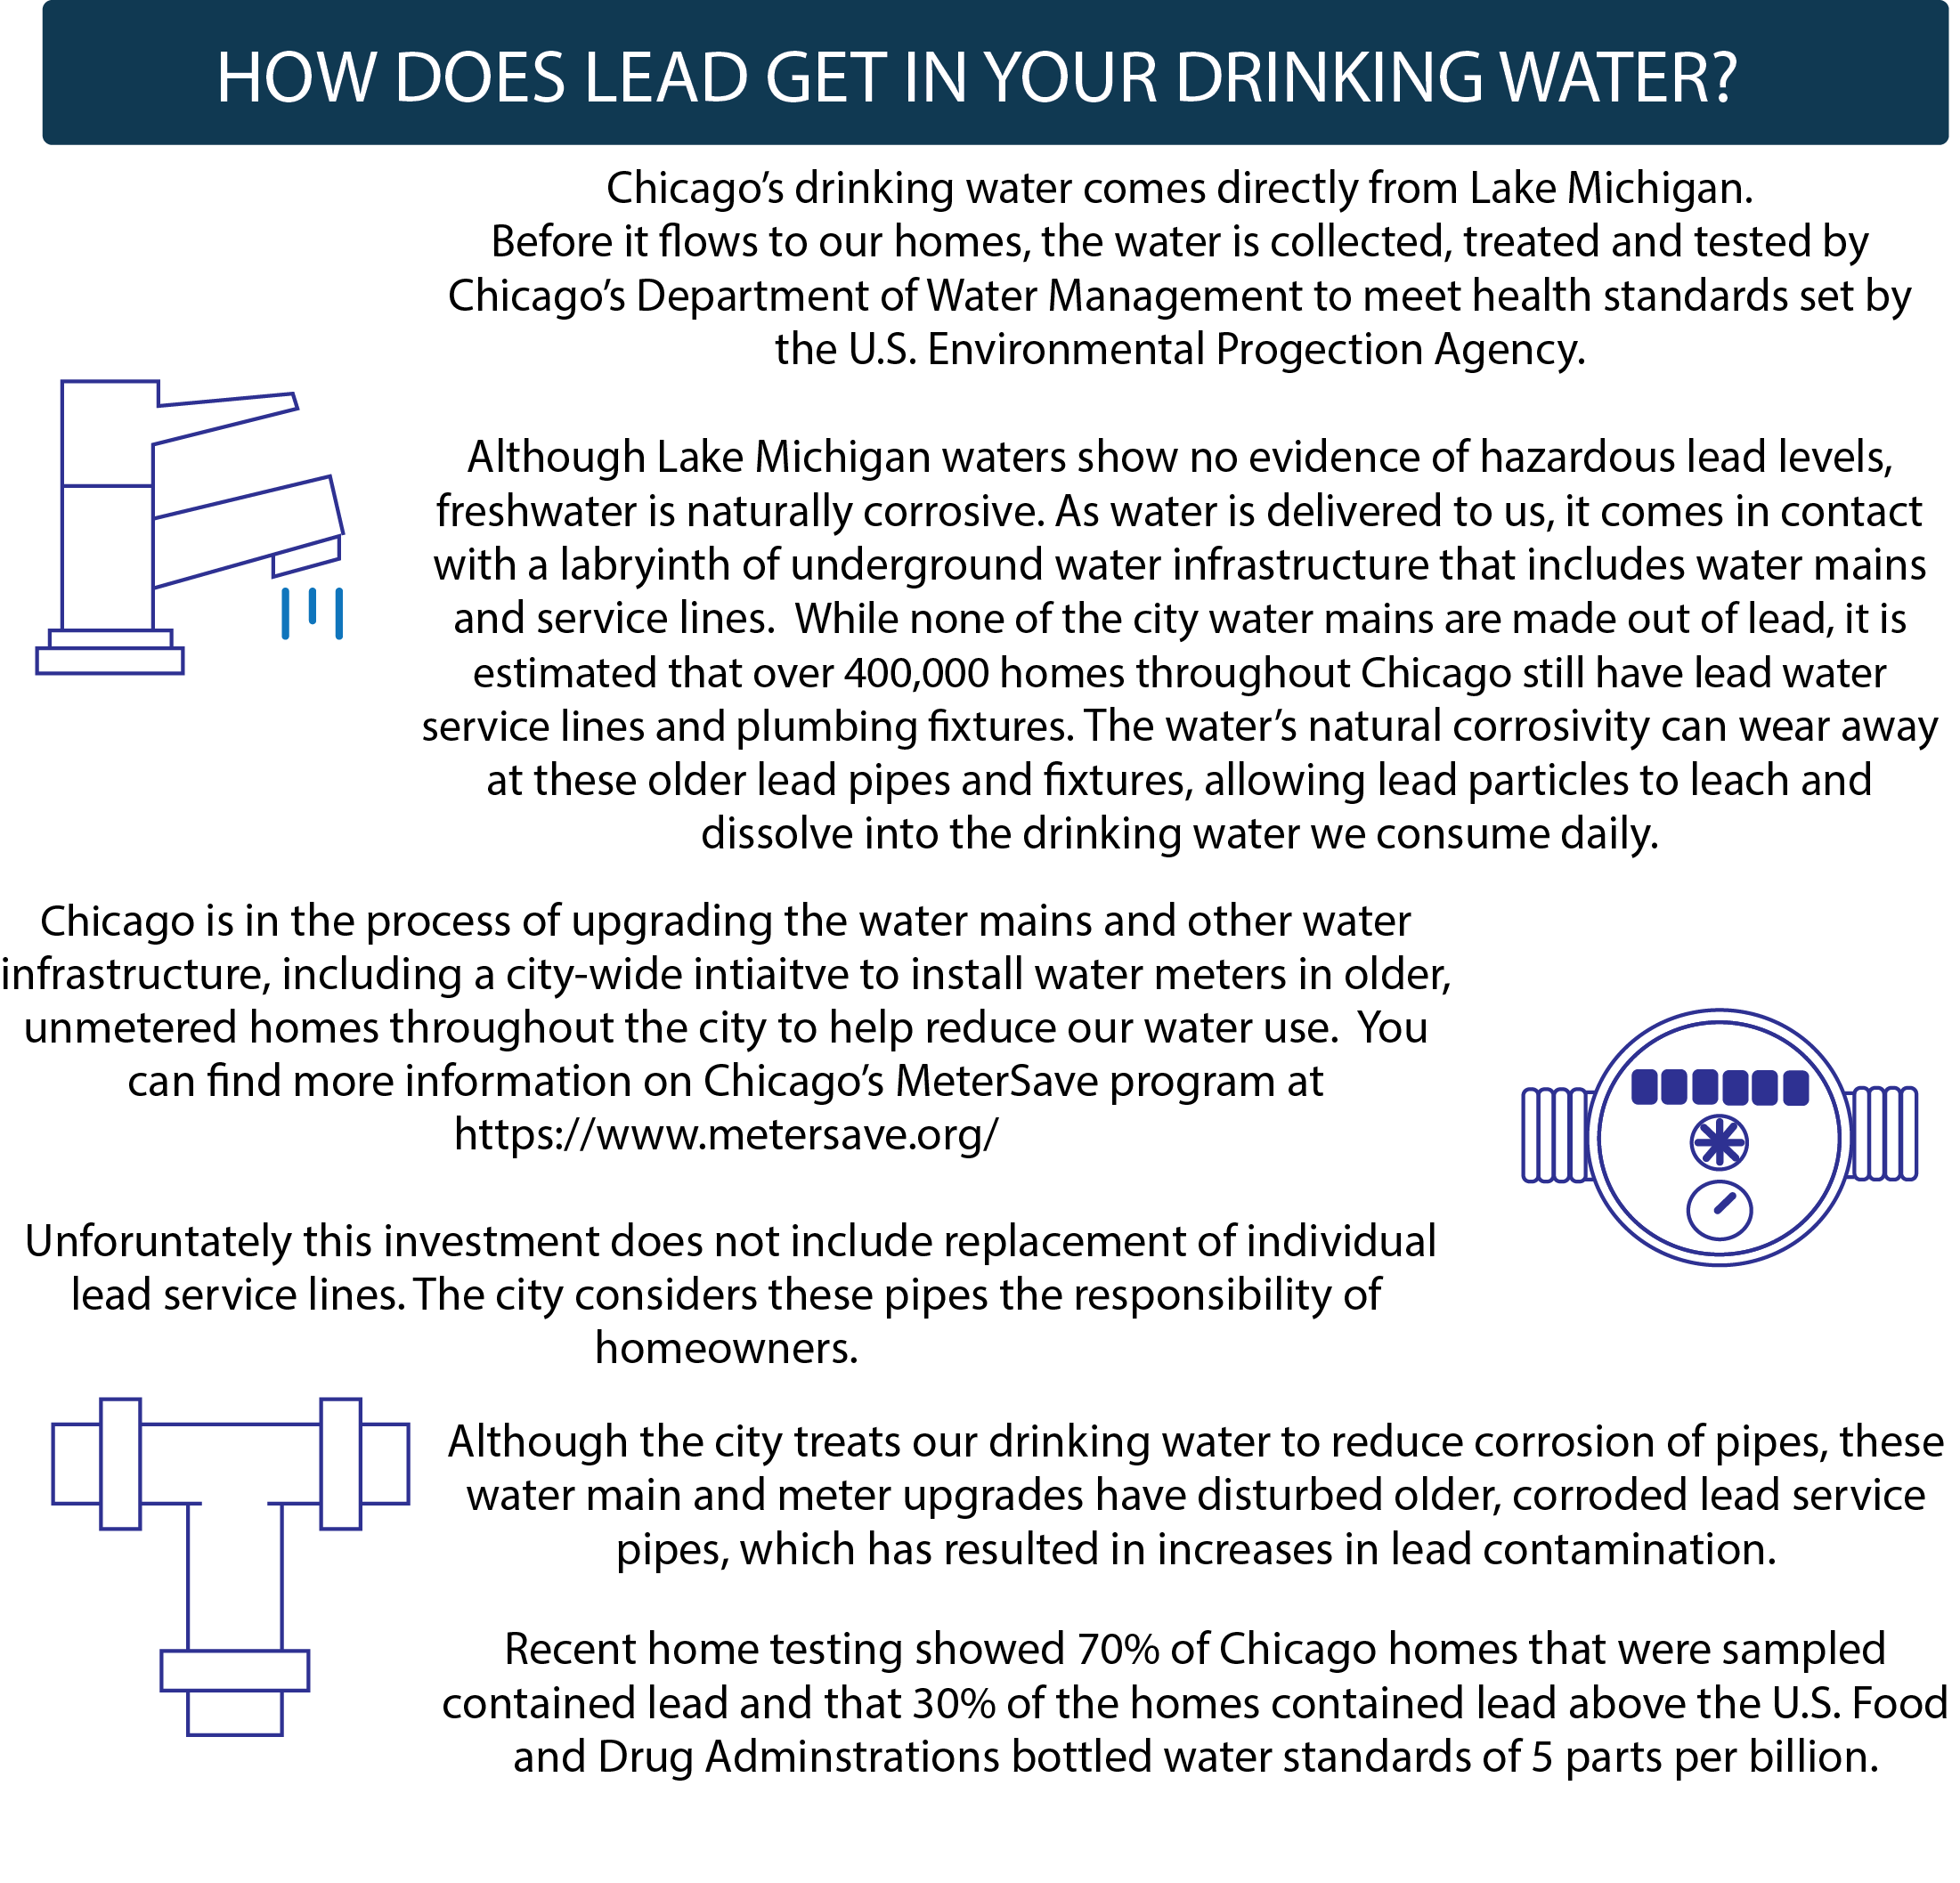 HOW DOES LEAD GET IN YOUR DRINKING WATER?
Chicago’s drinking water comes directly from Lake Michigan.
Before it flows to our homes, the water is collected, treated and tested by
Chicago’s Department of Water Management to meet health standards set by
the U.S. Environmental Progection Agency.
Although Lake Michigan waters show no evidence of hazardous lead levels,
freshwater is naturally corrosive. As water is delivered to us, it comes in contact
with a labryinth of underground water infrastructure that includes water mains
and service lines.  While none of the city water mains are made out of lead, it is
estimated that over 400,000 homes throughout Chicago still have lead water
service lines and plumbing fixtures. The water’s natural corrosivity can wear away
at these older lead pipes and fixtures, allowing lead particles to leach and
dissolve into the drinking water we consume daily.
Chicago is in the process of upgrading the water mains and other water
infrastructure, including a city-wide intiaitve to install water meters in older,
unmetered homes throughout the city to help reduce our water use.  You
can find more information on Chicago’s MeterSave program at
https://www.metersave.org/
Unforuntately this investment does not include replacement of individual
lead service lines. The city considers these pipes the responsibility of
homeowners.
Although the city treats our drinking water to reduce corrosion of pipes, these
water main and meter upgrades have disturbed older, corroded lead service
pipes, which has resulted in increases in lead contamination.
Recent home testing showed 70% of Chicago homes that were sampled
contained lead and that 30% of the homes contained lead above the U.S. Food
and Drug Adminstrations bottled water standards of 5 parts per billion.